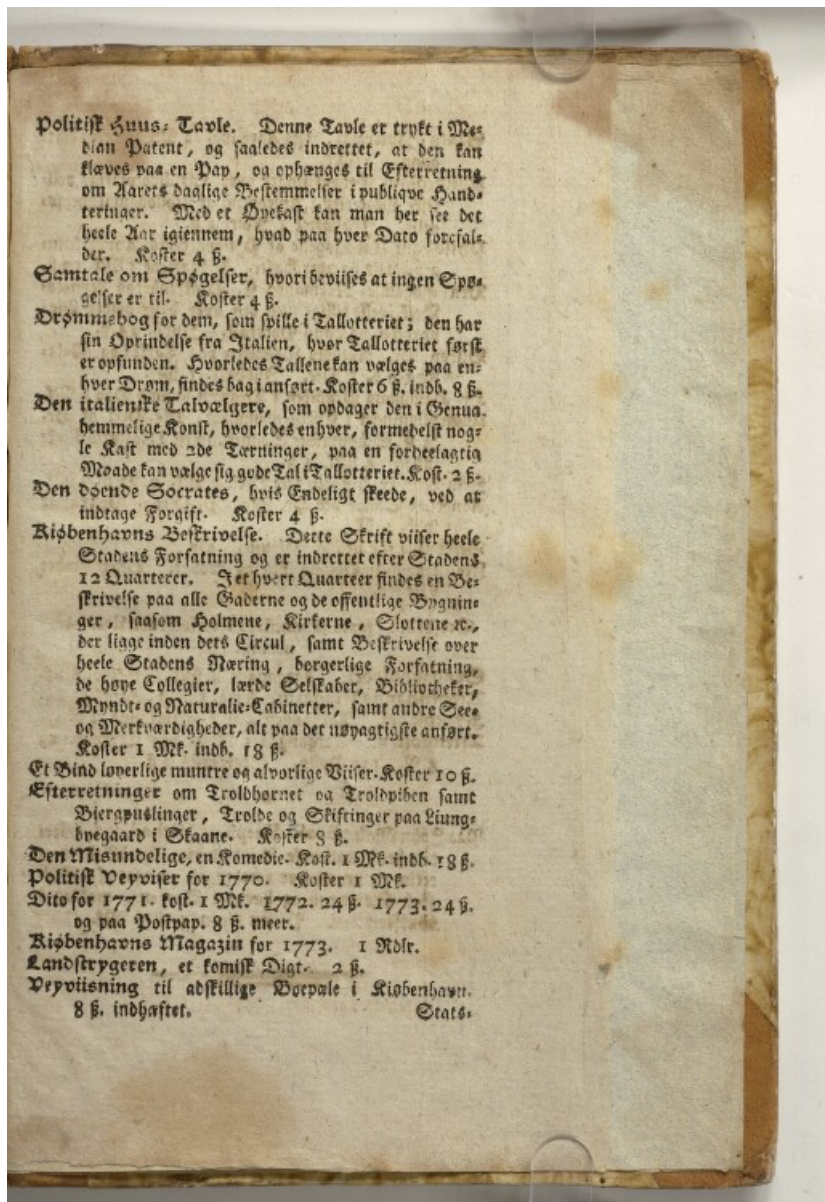 Politisk Huus-Tavle. Denne Tavle er trykt i Me-
dian Patent, og saaledes indrettet, at den kan
klæves paa en Pap, og ophænges til Efterretning
om Aarets daglige Bestemmelser i publiqve Hand-
teringer. Med et Øyekast kan man her see det
heele Aar igiennem, hvad paa hver Dato forefal-
der. Koster 4 ß.
Samtale om Spøgelser, hvori beviises at ingen Spø-
gelser er til. Koster 4 ß.
Drømmebog for dem, som spille i Tallotteriet; den har
sin Oprindelse fra Italien, hvor Tallotteriet først
er opfunden. Hvorledes Tallene kan vælges paa en-
hver Drøm, findes bag i anført. Koster 6 ß. indb. 8 ß.
Den italienske Talvælgere, som opdager den i Genua
hemmelige Konst, hvorledes enhver, formedelst nog-
le Kast med 2de Tærninger, paa en fordeelagtig
Maade kan vælge sig gode Tal i Tallotteriet. Kost. 2 ß.
Den døende Socrates, hvis Endeligt skeede, ved at
indtage Forgift. Koster 4 ß.
Kiøbenhavns Beskrivelse. Dette Skrift viiser heele
Stadens Forfatning og er indrettet efter Stadens
12 Quarterer. I et hvert Quarteer findes en Be-
skrivelse paa alle Gaderne og de offentlige Bygnin-
ger, saasom Holmene, Kirkerne, Slottene ꝛc.,
der ligge inden dets Circul, samt Beskrivelse over
heele Stadens Næring, borgerlige Forfatning,
de høye Collegier, lærde Selskaber, Bibliotheker,
Myndt- og Naturalie-Cabinetter, samt andre See-
og Merkværdigheder, alt paa det nøyagtigste anført.
Koster 1 Mk. indb. 18 ß.
Et Bind løyerlige muntre og alvorlige Viiser. Koster 10 ß.
Efterretninger om Troldhornet og Troldpiben samt
Biergpuslinger, Trolde og Skiftinger paa Liung-
byegaard i Skaane. Koster 8 ß.
Den Misundelige, en Komedie. Kost. 1 Mk. indb. 18 ß.
Politisk Veyviser for 1770. Koster 1 Mk.
Dito for 1771. kost. 1 Mk. 1772. 24 ß. 1773. 24 ß.
og paa Postpap. 8 ß. meer.
Kiøbenhavns Magazin for 1773. 1 Rdlr.
Landstrygeren, et komisk Digt. 2 ß.
Veyviisning til adskillige Boepæle i Kiøbenhavn.
8 ß. indhæftet. Stats-